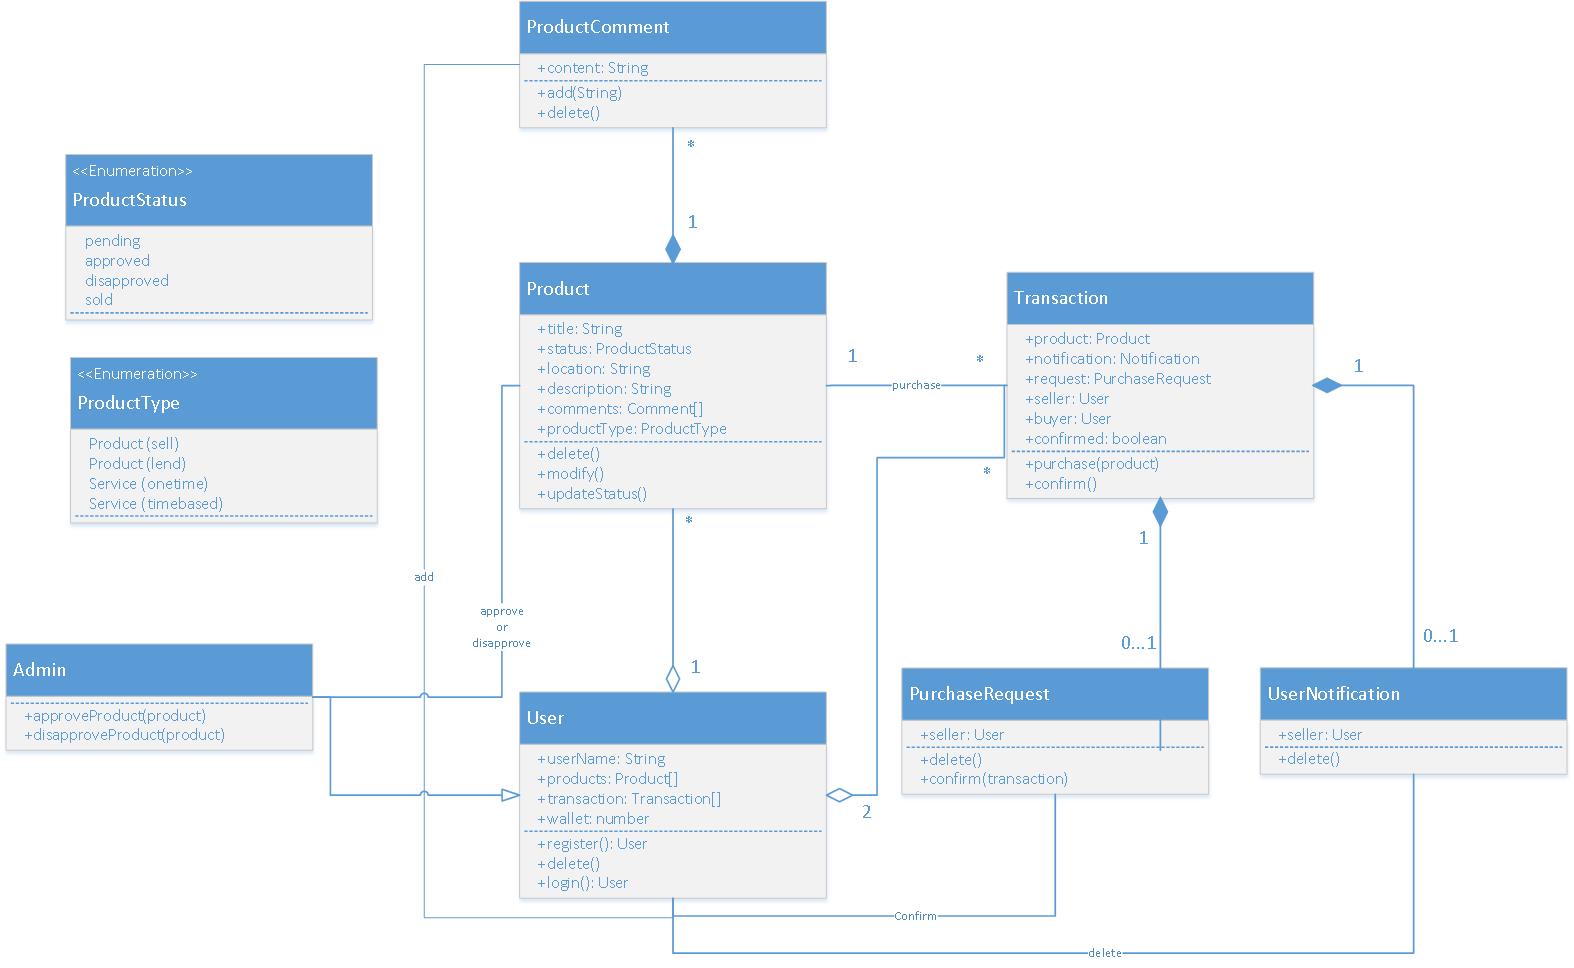 ProductComment
+content: String
+add(String)
+delete()
*
1
<<Enumeration>>
ProductStatus
pending
approved
disapproved
sold
<<Enumeration>>
ProductType
Product (sell)
Product (lend)
Service (onetime)
Service (timebased)
Product
+title: String
+status: ProductStatus
+location: String
+description: String
+comments: Comment[]
+productType: ProductType
+delete()
+modify()
+updateStatus()
1
*
purchase
*
Transaction
+product: Product
+notification: Notification
+request: PurchaseRequest
+seller: User
+buyer: User
+confirmed: boolean
+purchase(product)
+confirm()
1
1
*
add
approve
or
disapprove
1
0...1
0...1
Admin
+approveProduct(product)
+disapproveProduct(product)
User
+userName: String
+products: Product[]
+transaction: Transaction[]
+wallet: number
+register(): User
+delete()
+login(): User
2
PurchaseRequest
+seller: User
+delete()
+confirm(transaction)
UserNotification
+seller: User
+delete()
Confirm
delete